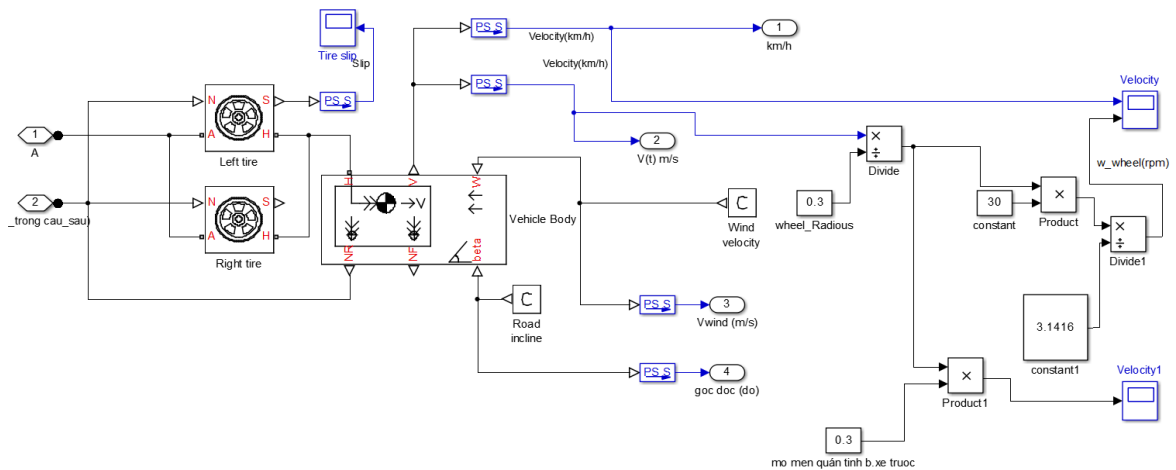 PS S
Velocity(km/h)
1
km/h
Velocity(km/h)
Tire slip
Slip
PS S
PS S
Velocity
N
S
A
H
Left tire
1
A
2
V(t) m/s
×
÷
Divide
w_wheel(rpm)
2
_trong cau_sau)
N
S
A
H
Right tire
H
V
W
V
NR
NF
beta
Vehicle Body
C
Wind
velocity
0.3
wheel_Radious
30
constant
×
Product
×
÷
Divide1
C
Road
incline
PS S
3
Vwind (m/s)
3.1416
constant1
PS S
4
goc doc (do)
×
Product1
Velocity1
0.3
mo men quán tinh b.xe truoc